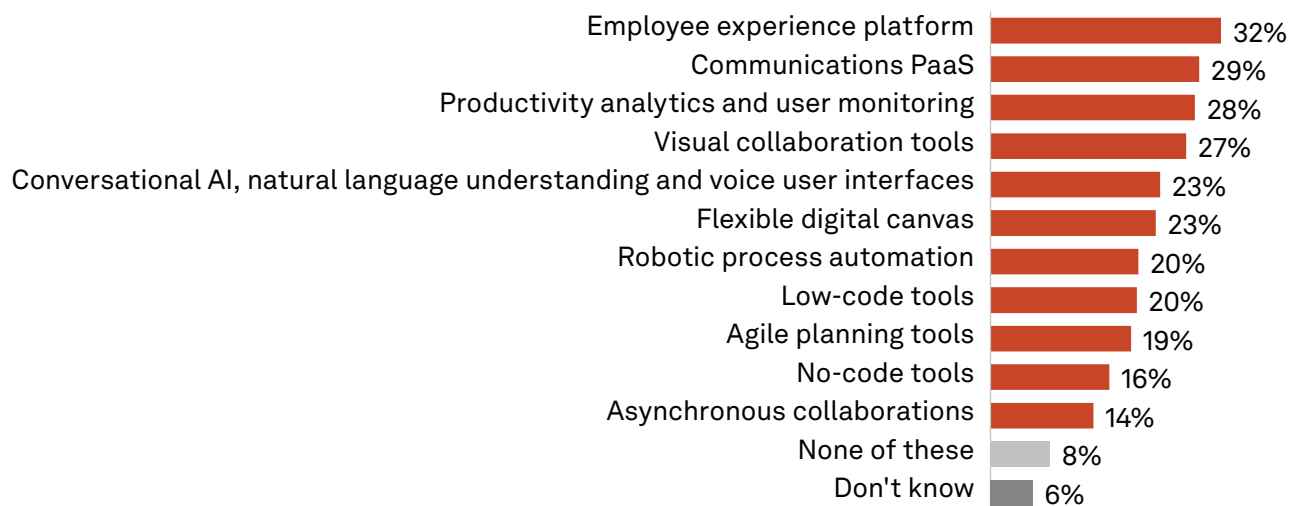 Employee experience platform 32%
Communications PaaS 29%
Productivity analytics and user monitoring 28%
Visual collaboration tools 27%
Conversational AI, natural language understanding and voice user interfaces 23%
Flexible digital canvas 23%
Robotic process automation 20%
Low-code tools 20%
Agile planning tools 19%
No-code tools 16%
Asynchronous collaborations 14%
None of these 8%
Don't know 6%